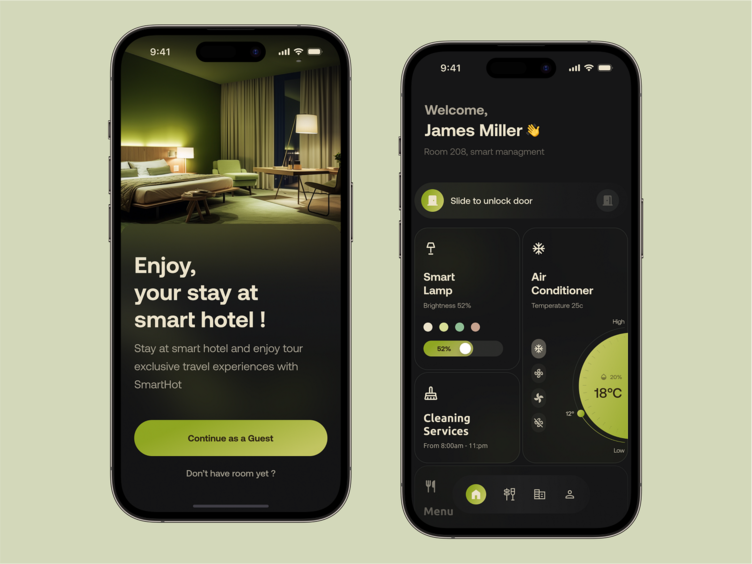 9:41
Enjoy,
your stay at
smart hotel !
Stay at smart hotel and enjoy tour
exclusive travel experiences with
SmartHot
Continue as a Guest
Don't have room yet ?
9:41
Welcome,
James Miller 👋
Room 208, smart managment
Slide to unlock door
Smart
Lamp
Brightness 52%
52%
Air
Conditioner
Temperature 25c
High
30%
18°C
12°
Low
Cleaning
Services
From 8:00am - 11:pm
Menu